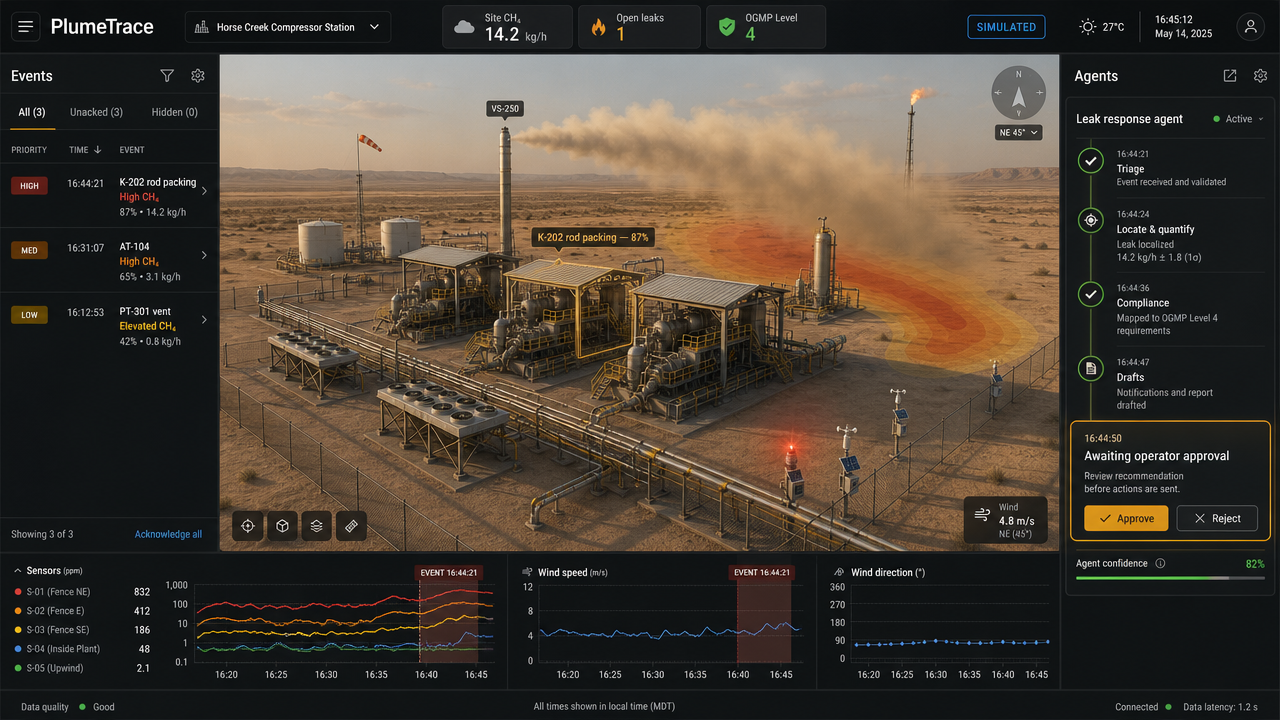 PlumeTrace
Horse Creek Compressor Station
Site CH₄
14.2 kg/h
Open leaks
1
OGMP Level
4
SIMULATED
27°C
16:45:12
May 14, 2025
Events
All (3)
Unacked (3)
Hidden (0)
PRIORITY
TIME
EVENT
HIGH
16:44:21
K-202 rod packing
High CH₄
87% • 14.2 kg/h
MED
16:31:07
AT-104
High CH₄
65% • 3.1 kg/h
LOW
16:12:53
PT-301 vent
Elevated CH₄
42% • 0.8 kg/h
Showing 3 of 3
Acknowledge all
VS-250
K-202 rod packing — 87%
N
NE 45°
Wind
4.8 m/s
NE (45°)
Agents
Leak response agent
Active
16:44:21
Triage
Event received and validated
16:44:24
Locate & quantify
Leak localized
14.2 kg/h ± 1.8 (1σ)
16:44:36
Compliance
Mapped to OGMP Level 4
requirements
16:44:47
Drafts
Notifications and report
drafted
16:44:50
Awaiting operator approval
Review recommendation
before actions are sent.
Approve
Reject
Agent confidence
82%
Sensors (ppm)
S-01 (Fence NE) 832
S-02 (Fence E) 412
S-03 (Fence SE) 186
S-04 (Inside Plant) 48
S-05 (Upwind) 2.1
EVENT 16:44:21
1,000
100
10
1
0.1
16:20 16:25 16:30 16:35 16:40 16:45
Wind speed (m/s)
EVENT 16:44:21
12
8
4
0
16:20 16:25 16:30 16:35 16:40 16:45
Wind direction (°)
360
270
180
90
0
16:20 16:25 16:30 16:35 16:40 16:45
Data quality
Good
All times shown in local time (MDT)
Connected
Data latency: 1.2 s